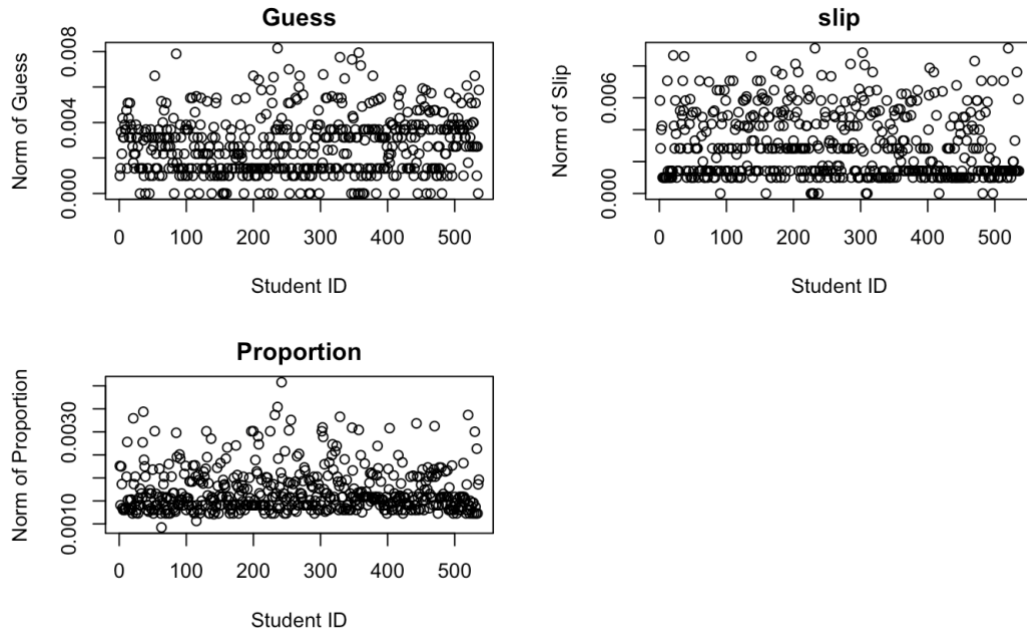 Guess
Norm of Guess
0.000 0.004 0.008
0 100 200 300 400 500
Student ID
slip
Norm of Slip
0.000 0.006
0 100 200 300 400 500
Student ID
Proportion
Norm of Proportion
0.0010 0.0030
0 100 200 300 400 500
Student ID